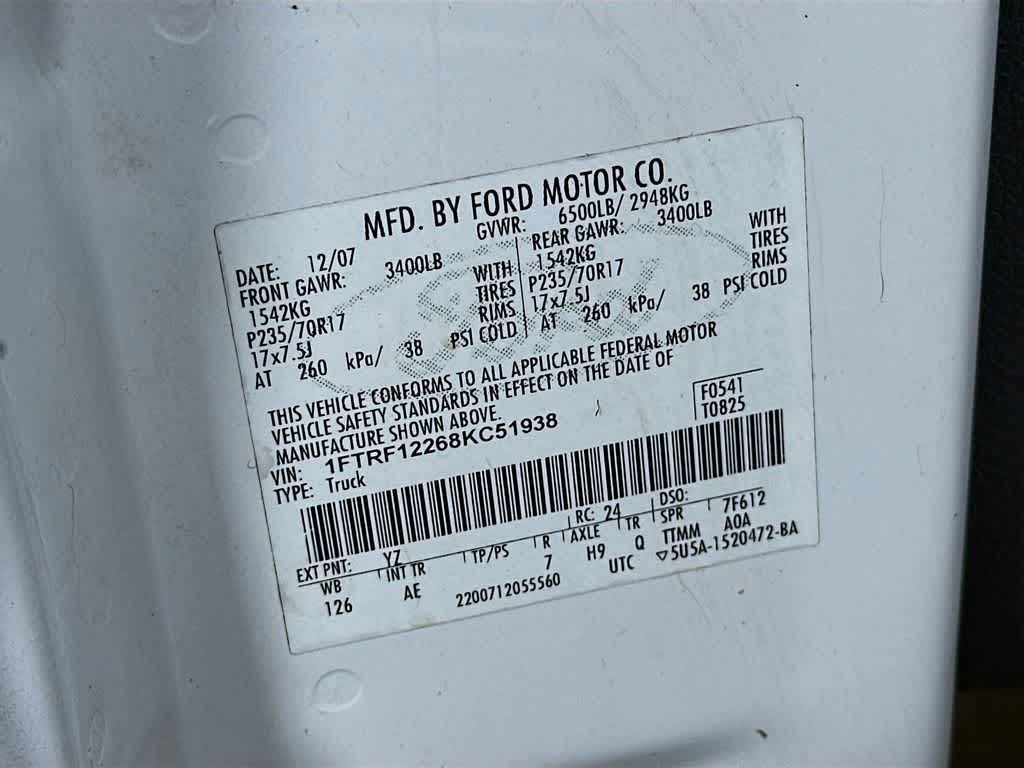 MFD. BY FORD MOTOR CO.
DATE: 12/07 GVWR: 6500LB/ 2948KG
FRONT GAWR: 3400LB REAR GAWR: 3400LB
1542KG WITH 1542KG WITH
P235/70R17 TIRES P235/70R17 TIRES
17x7.5J RIMS 17x7.5J RIMS
AT 260 kPa/ 38 PSI COLD AT 260 kPa/ 38 PSI COLD
THIS VEHICLE CONFORMS TO ALL APPLICABLE FEDERAL MOTOR
VEHICLE SAFETY STANDARDS IN EFFECT ON THE DATE OF
MANUFACTURE SHOWN ABOVE.
VIN: 1FTRF12268KC51938 F0541
TYPE: Truck T0825
EXT PNT: YZ RC: 24 DSO:
WB INT TR TP/PS R AXLE TR SPR 7F612
126 AE 7 H9 Q TTMM A0A
2200712055560 UTC ▽5U5A-1520472-BA